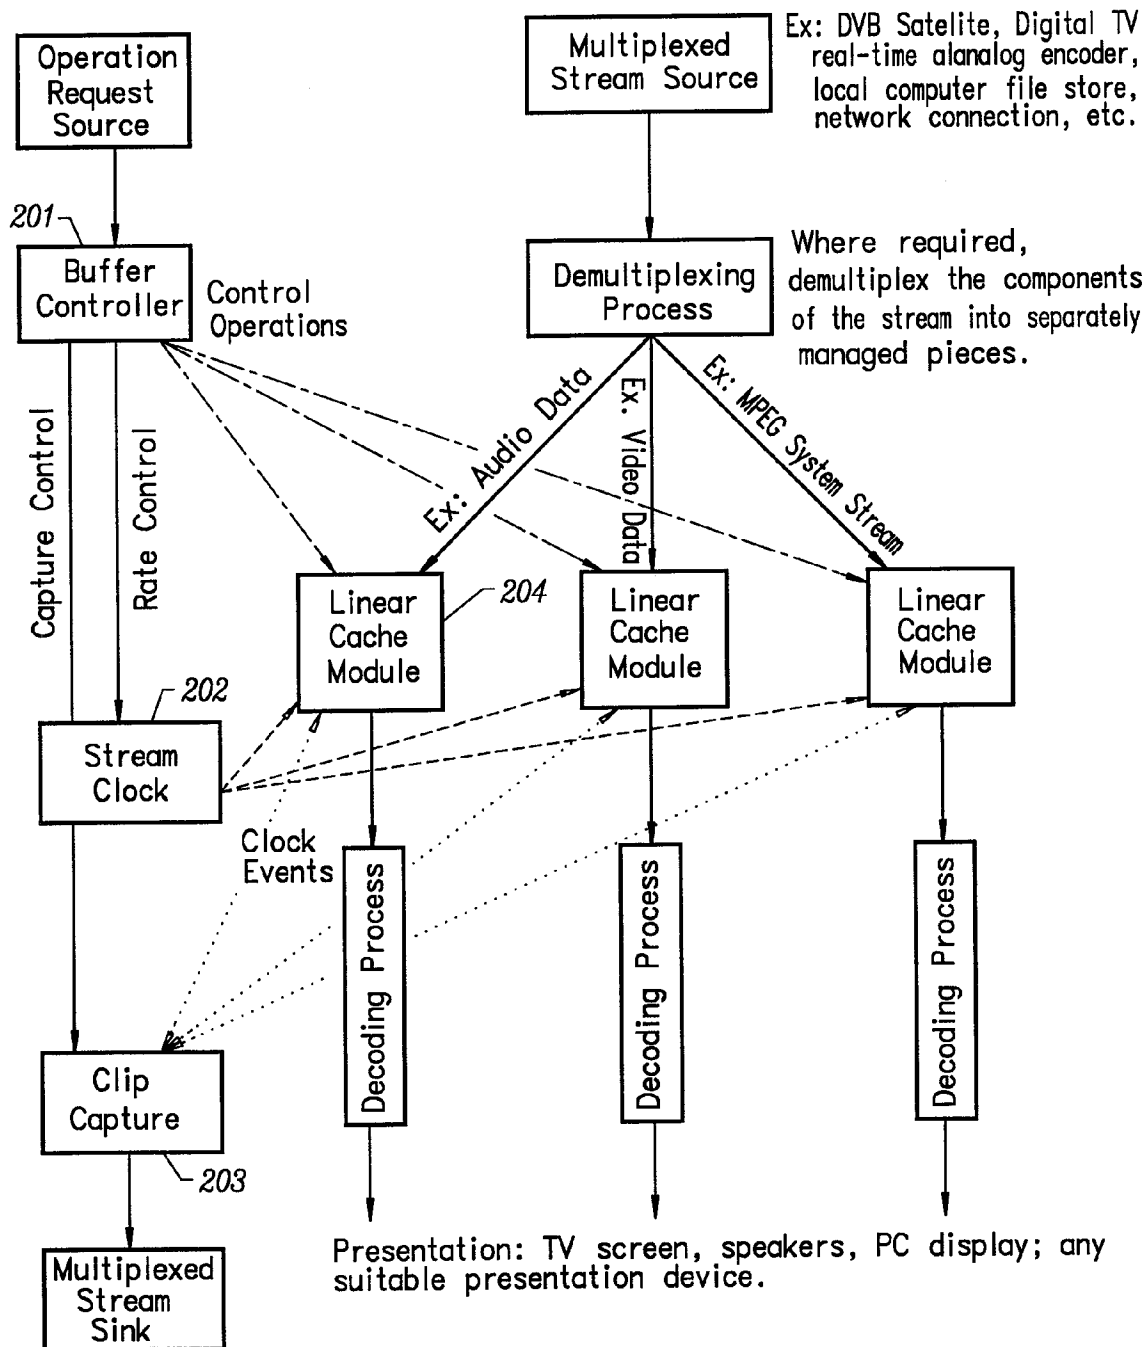 Operation
Request
Source
Multiplexed
Stream Source
Ex: DVB Satelite, Digital TV
real-time alanalog encoder,
local computer file store,
network connection, etc.
201
Buffer
Controller
Control
Operations
Demultiplexing
Process
Where required,
demultiplex the components
of the stream into separately
managed pieces.
Capture Control
Rate Control
Ex: Audio Data
Ex. Video Data
Ex: MPEG System Stream
Linear
Cache
Module
204
Linear
Cache
Module
Linear
Cache
Module
202
Stream
Clock
Clock
Events
Decoding Process
Decoding Process
Decoding Process
Clip
Capture
203
Multiplexed
Stream
Sink
Presentation: TV screen, speakers, PC display; any
suitable presentation device.